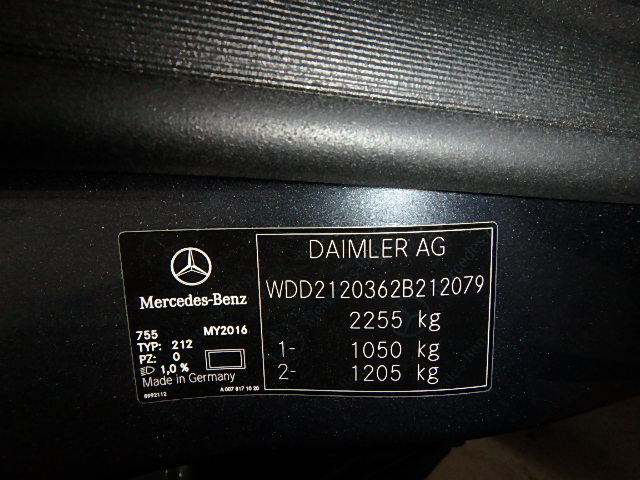 Mercedes-Benz
755 MY2016
TYP: 212
PZ: 0
1,0 %
Made in Germany
6992112
A 007 817 10 20
DAIMLER AG
WDD2120362B212079
2255 kg
1- 1050 kg
2- 1205 kg